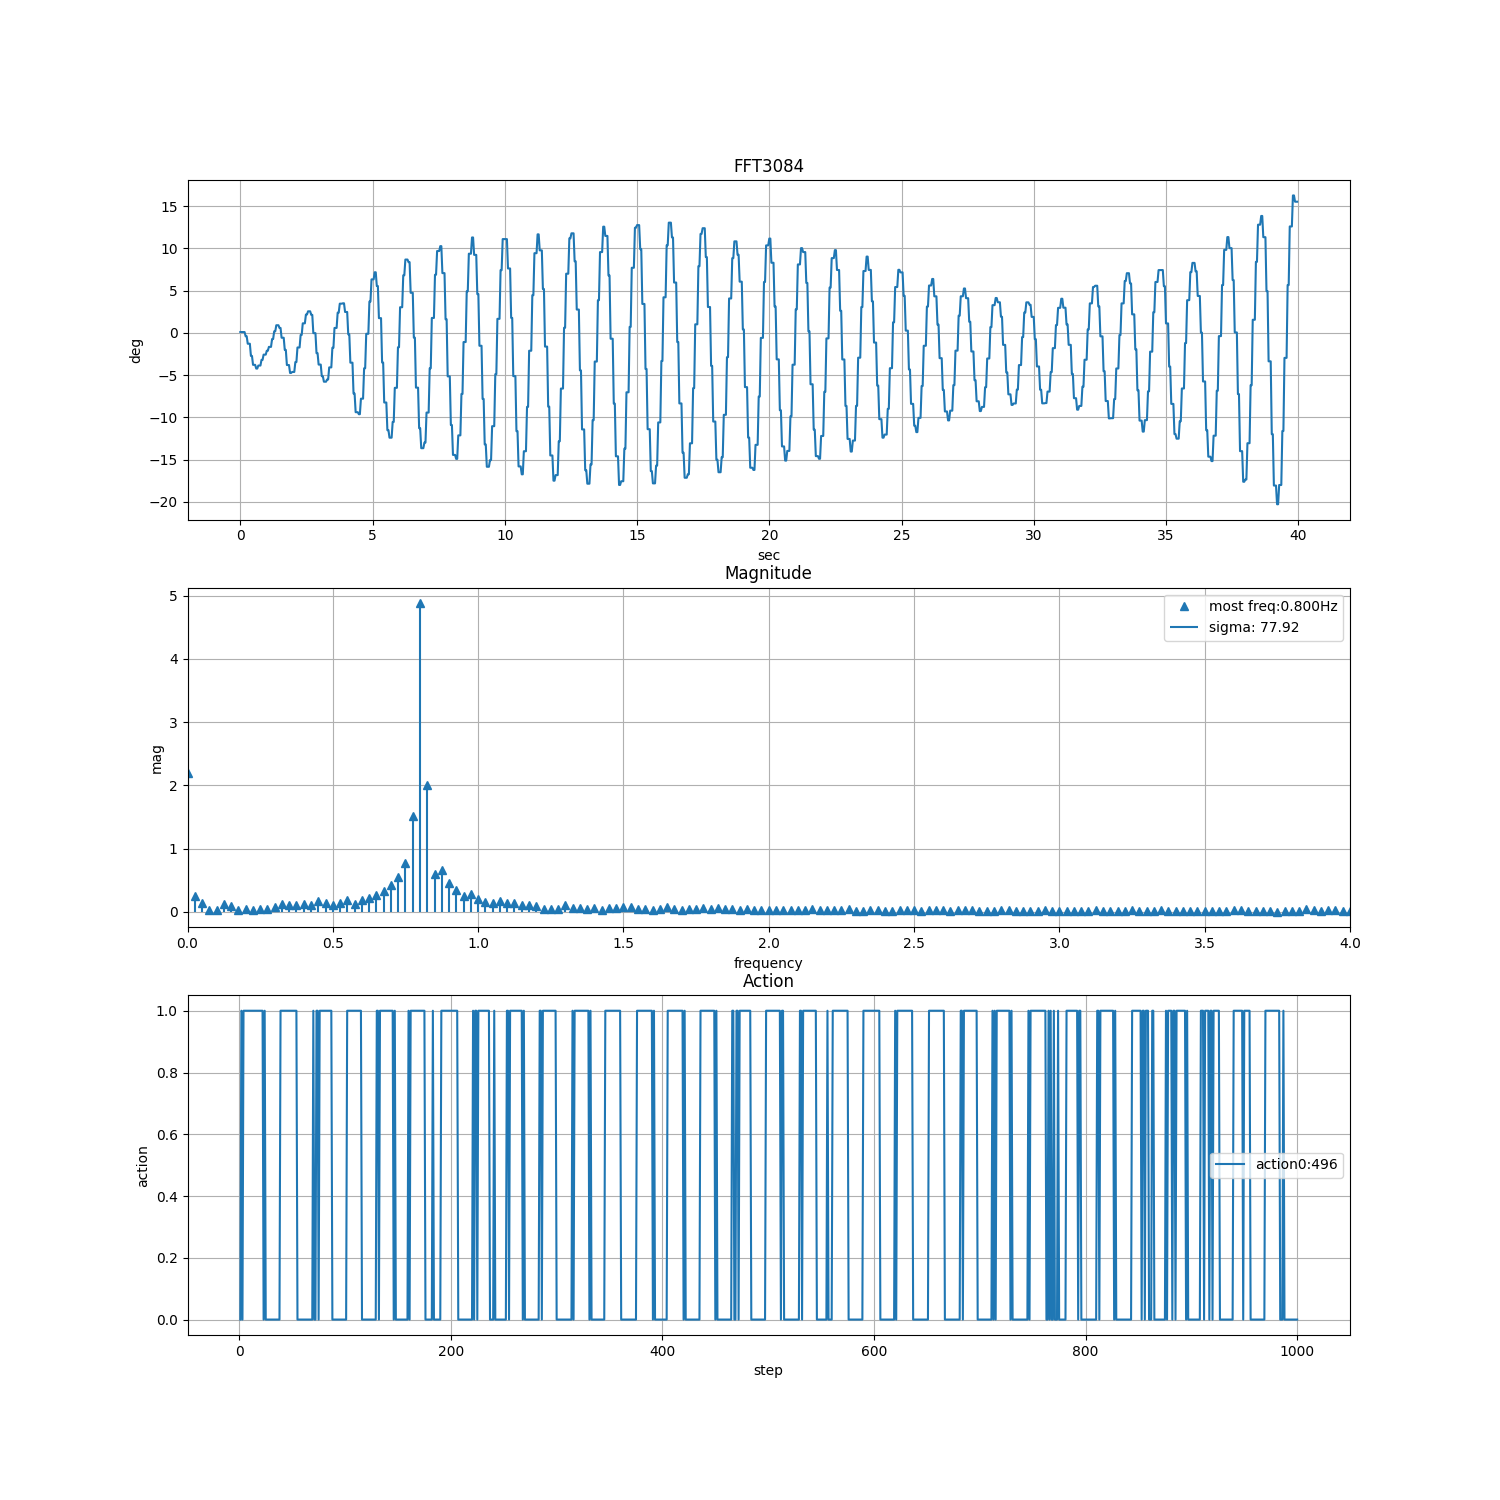 FFT3084
15
10
5
0
−5
−10
−15
−20
deg
0 5 10 15 20 25 30 35 40
sec
Magnitude
5
4
3
2
1
0
mag
most freq:0.800Hz
sigma: 77.92
0.0 0.5 1.0 1.5 2.0 2.5 3.0 3.5 4.0
frequency
Action
1.0
0.8
0.6
0.4
0.2
0.0
action
action0:496
0 200 400 600 800 1000
step